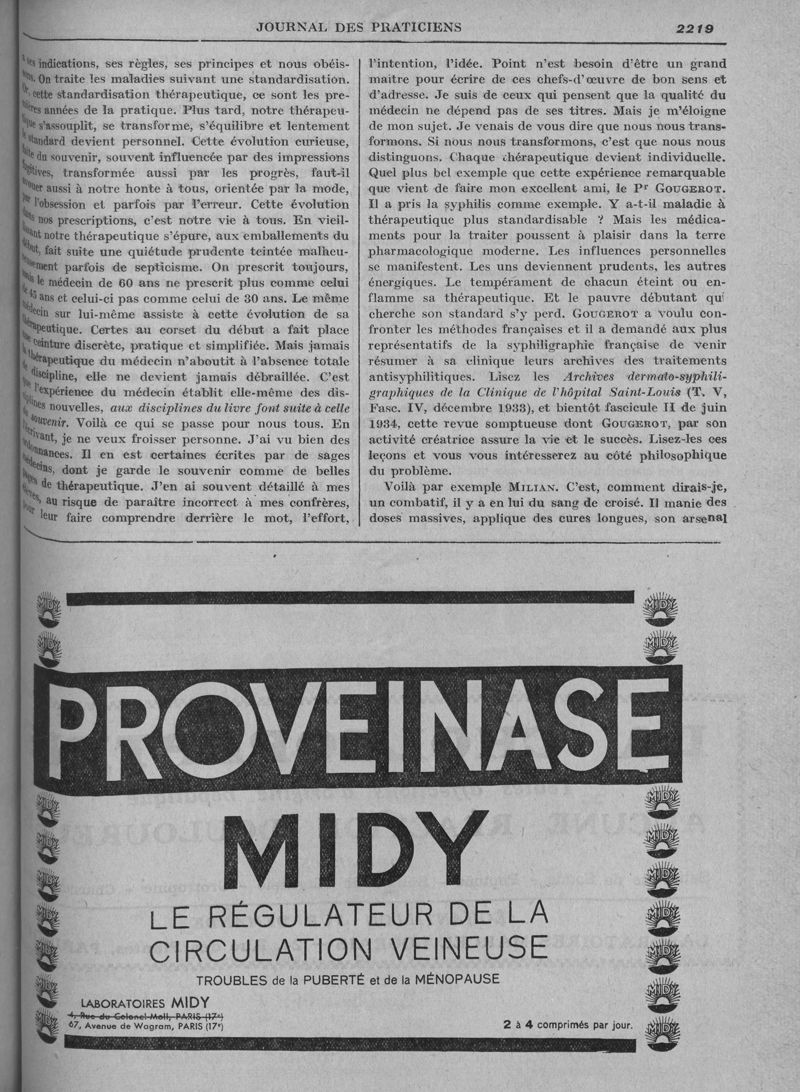 JOURNAL DES PRATICIENS
2219
indications, ses règles, ses principes et nous obéis-
On traite les maladies suivant une standardisation.
cette standardisation thérapeutique, ce sont les pre-
années de la pratique. Plus tard, notre thérapeu-
s'assouplit, se transforme, s'équilibre et lentement
standard devient personnel. Cette évolution curieuse,
du souvenir, souvent influencée par des impressions
transformée aussi par les progrès, faut-il
aussi à notre honte à tous, orientée par la mode,
l'obsession et parfois par l'erreur. Cette évolution
nos prescriptions, c'est notre vie à tous. En vieil-
notre thérapeutique s'épure, aux emballements du
fait suite une quiétude prudente teintée malheu-
parfois de septicisme. On prescrit toujours,
le médecin de 60 ans ne prescrit plus comme celui
45 ans et celui-ci pas comme celui de 30 ans. Le même
sur lui-même assiste à cette évolution de sa
Certes au corset du début a fait place
ceinture discrète, pratique et simplifiée. Mais jamais
thérapeutique du médecin n'aboutit à l'absence totale
discipline, elle ne devient jamais débraillée. C'est
l'expérience du médecin établit elle-même des dis-
nouvelles, aux disciplines du livre font suite à celle
souvenir. Voilà ce qui se passe pour nous tous. En
je ne veux froisser personne. J'ai vu bien des
Il en est certaines écrites par de sages
dont je garde le souvenir comme de belles
de thérapeutique. J'en ai souvent détaillé à mes
au risque de paraître incorrect à mes confrères,
leur faire comprendre derrière le mot, l'effort,
l'intention, l'idée. Point n'est besoin d'être un grand
maitre pour écrire de ces chefs-d'œuvre de bon sens et
d'adresse. Je suis de ceux qui pensent que la qualité du
médecin ne dépend pas de ses titres. Mais je m'éloigne
de mon sujet. Je venais de vous dire que nous nous trans-
formons. Si nous nous transformons, c'est que nous nous
distinguons. Chaque thérapeutique devient individuelle.
Quel plus bel exemple que cette expérience remarquable
que vient de faire mon excellent ami, le Pr GOUGEROT.
Il a pris la syphilis comme exemple. Y a-t-il maladie à
thérapeutique plus standardisable ? Mais les médica-
ments pour la traiter poussent à plaisir dans la terre
pharmacologique moderne. Les influences personnelles
se manifestent. Les uns deviennent prudents, les autres
énergiques. Le tempérament de chacun éteint ou en-
flamme sa thérapeutique. Et le pauvre débutant qui
cherche son standard s'y perd. GOUGEROT a voulu con-
fronter les méthodes françaises et il a demandé aux plus
représentatifs de la syphiligraphie française de venir
résumer à sa clinique leurs archives des traitements
antisyphilitiques. Lisez les Archives dermato-syphili-
graphiques de la Clinique de l'hôpital Saint-Louis (T. V,
Fasc. IV, décembre 1933), et bientôt fascicule II de juin
1934, cette revue somptueuse dont GOUGEROT, par son
activité créatrice assure la vie et le succès. Lisez-les ces
leçons et vous vous intéresserez au côté philosophique
du problème.
Voilà par exemple MILIAN. C'est, comment dirais-je,
un combatif, il y a en lui du sang de croisé. Il manie des
doses massives, applique des cures longues, son arsenal
PROVEINASE
MIDY
LE RÉGULATEUR DE LA
CIRCULATION VEINEUSE
TROUBLES de la PUBERTÉ et de la MÉNOPAUSE
LABORATOIRES MIDY
4, Rue du Colonel-Moll, PARIS (17e)
67, Avenue de Wagram, PARIS (17e)
2 à 4 comprimés par jour.